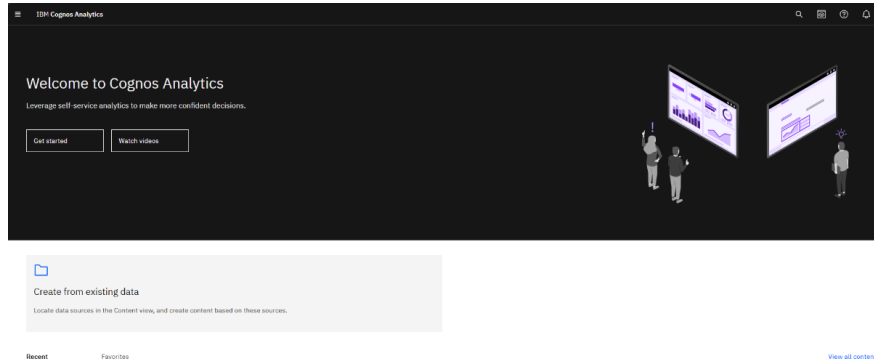 IBM Cognos Analytics
Welcome to Cognos Analytics
Leverage self-service analytics to make more confident decisions.
Get started
Watch videos
Create from existing data
Locate data sources in the Content view, and create content based on these sources.
Recent
Favorites
View all conten